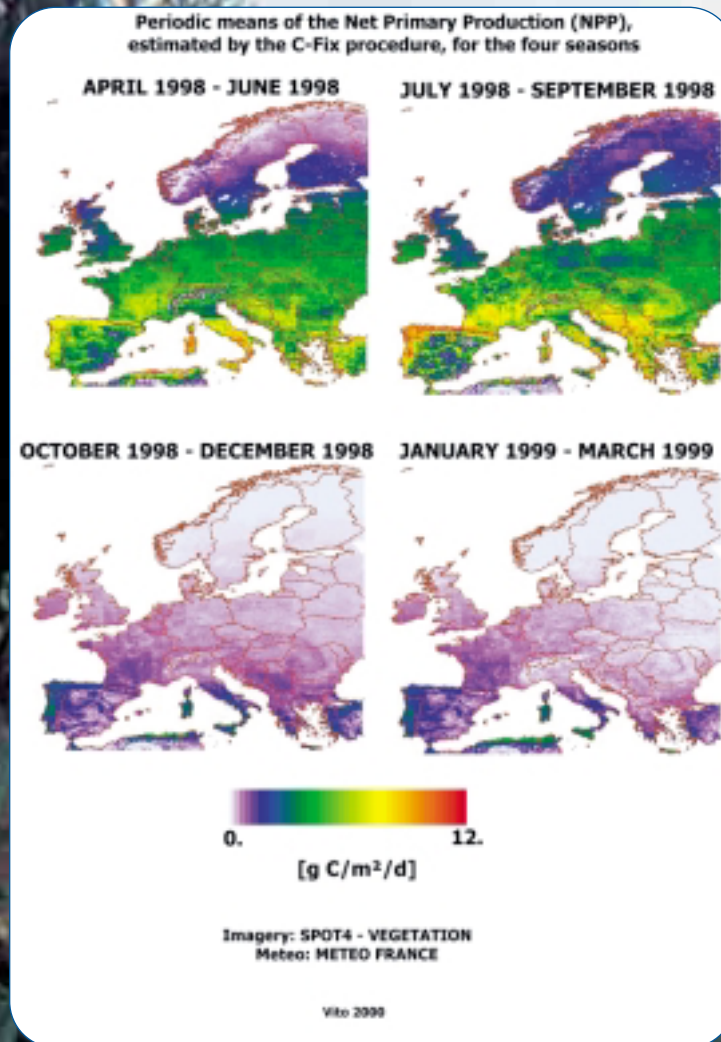 Periodic means of the Net Primary Production (NPP),
estimated by the C-Fix procedure, for the four seasons
APRIL 1998 - JUNE 1998
JULY 1998 - SEPTEMBER 1998
OCTOBER 1998 - DECEMBER 1998
JANUARY 1999 - MARCH 1999
0.
12.
[g C/m²/d]
Imagery: SPOT4 - VEGETATION
Meteo: METEO FRANCE
Vito 2000